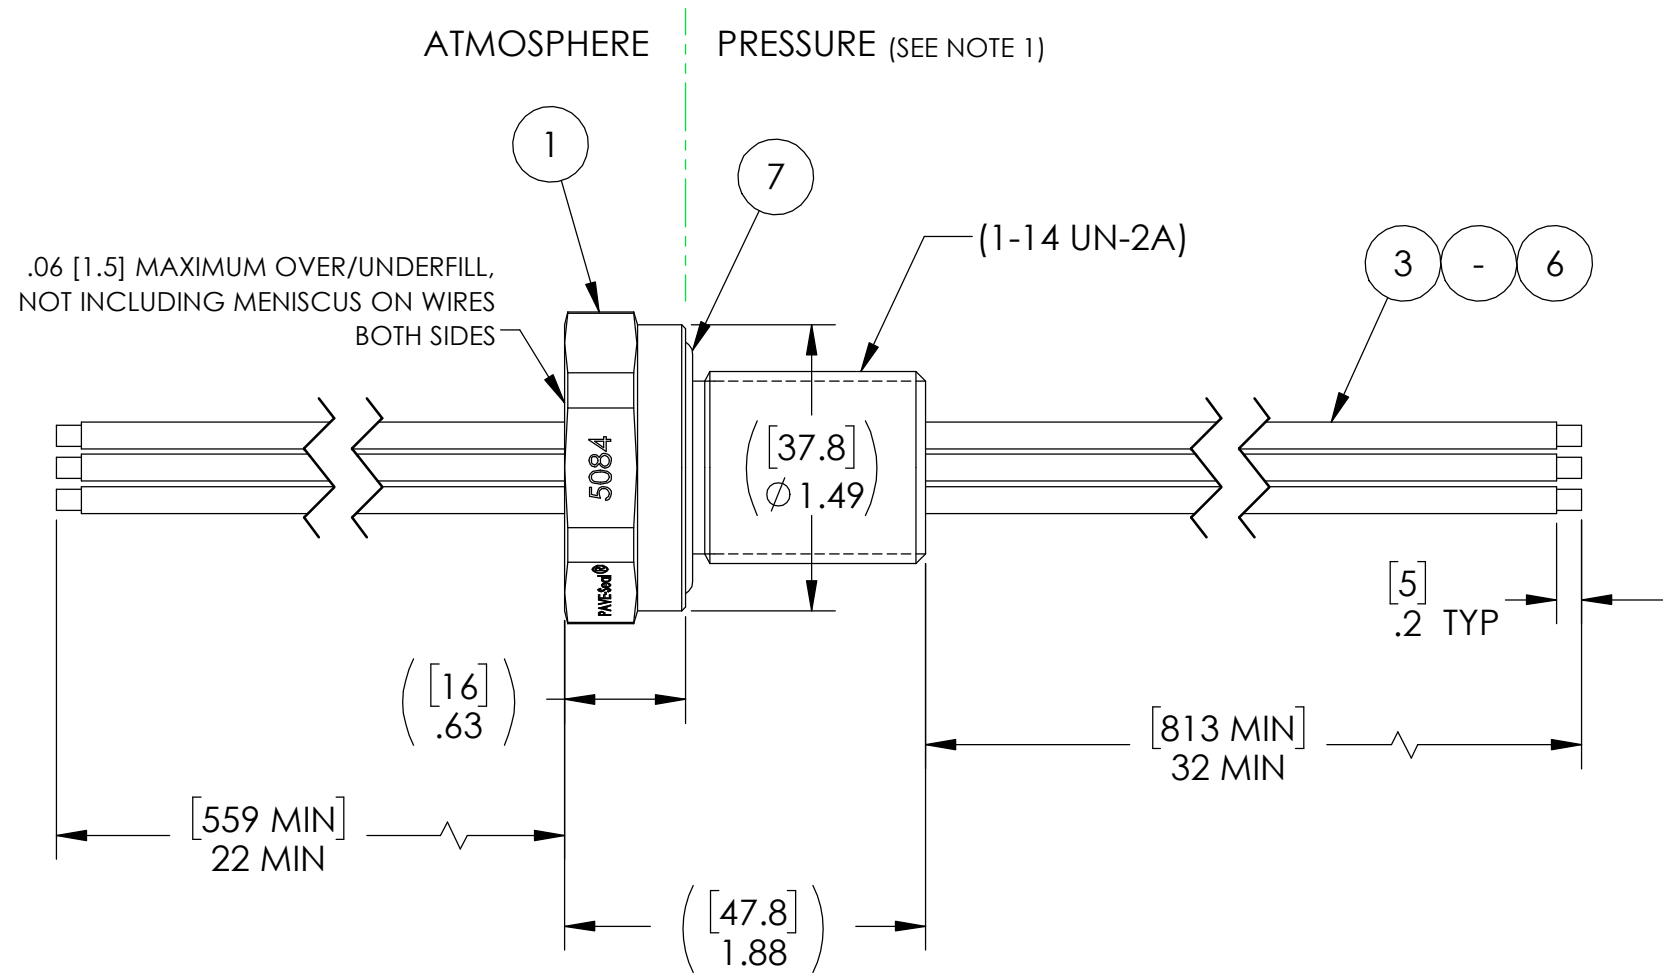 ATMOSPHERE
PRESSURE (SEE NOTE 1)
1
7
(1-14 UN-2A)
3 - 6
.06 [1.5] MAXIMUM OVER/UNDERFILL,
NOT INCLUDING MENISCUS ON WIRES
BOTH SIDES
5084
PAVE-Seal®
([37.8]
⌀ 1.49)
[5]
.2 TYP
([16]
.63)
[813 MIN]
32 MIN
[559 MIN]
22 MIN
([47.8]
1.88)